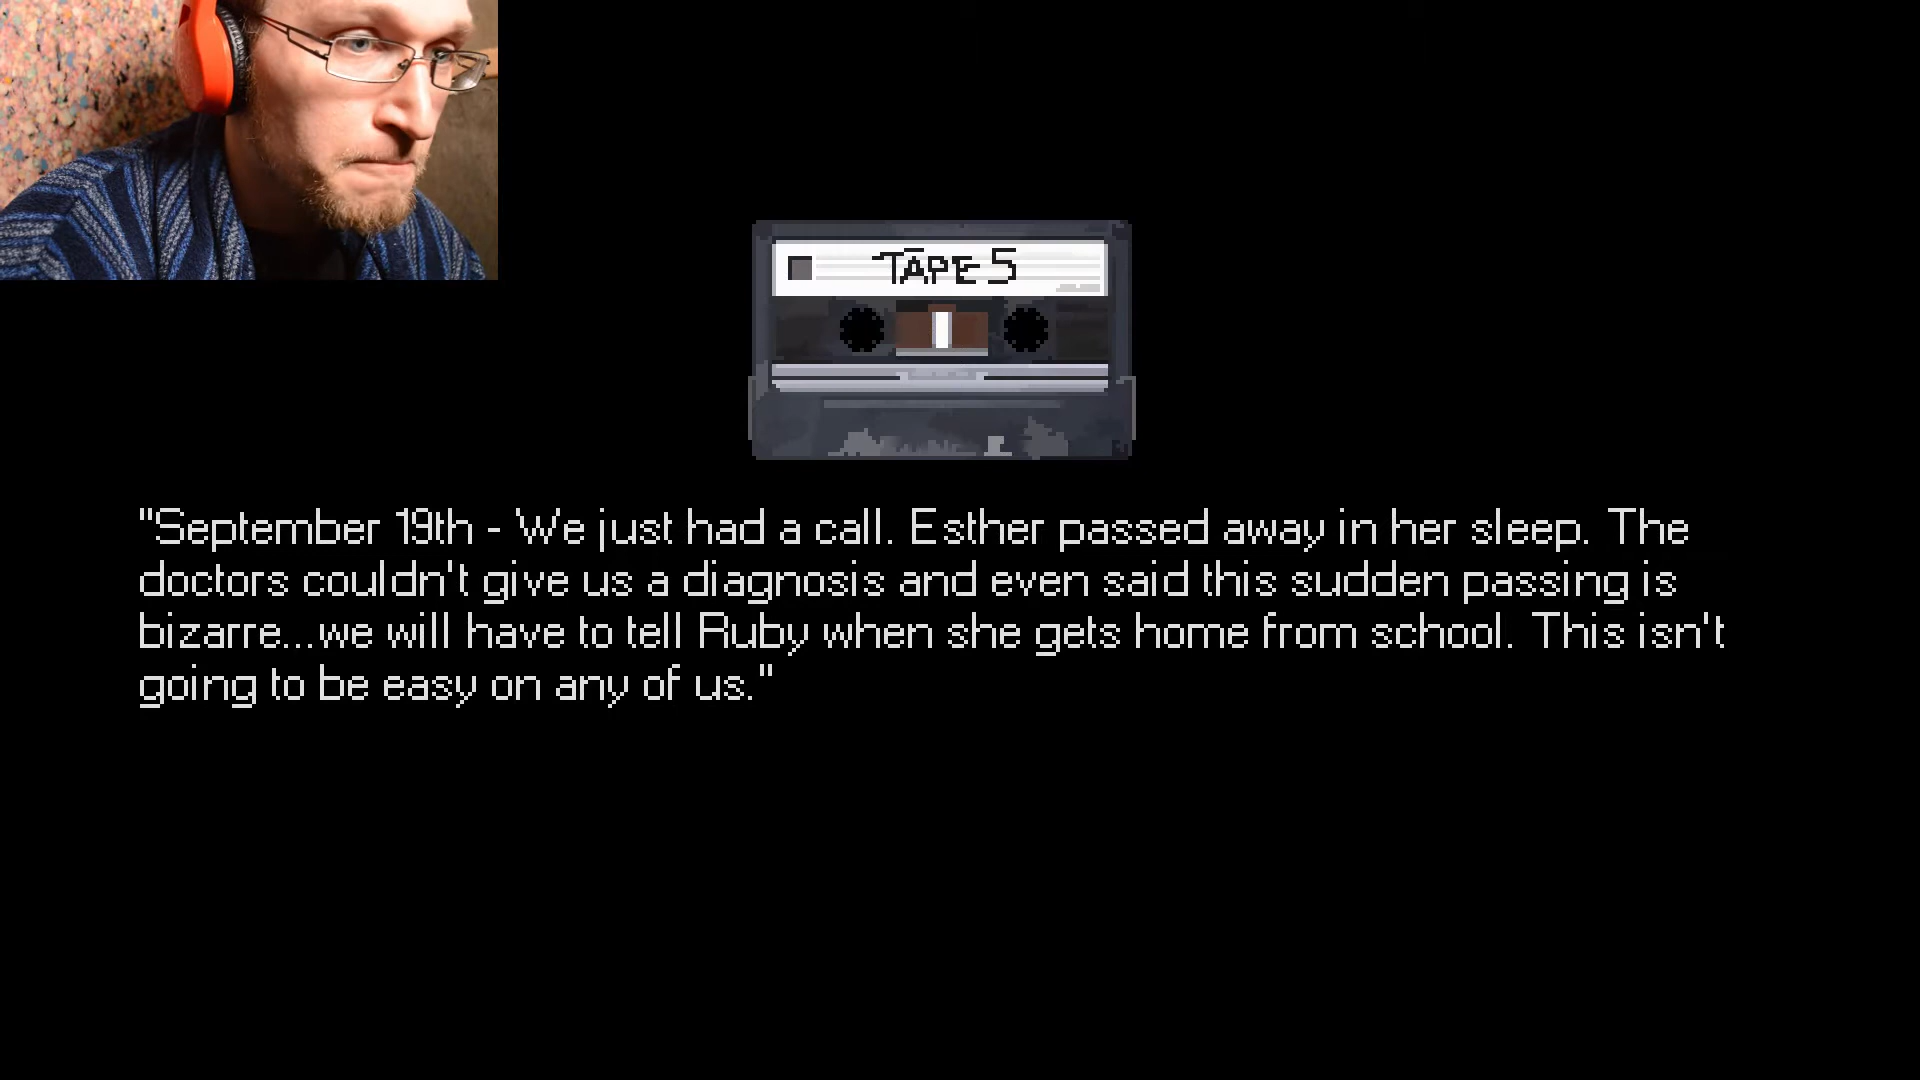 TAPE 5
"September 19th - We just had a call. Esther passed away in her sleep. The
doctors couldn't give us a diagnosis and even said this sudden passing is
bizarre...we will have to tell Ruby when she gets home from school. This isn't
going to be easy on any of us."